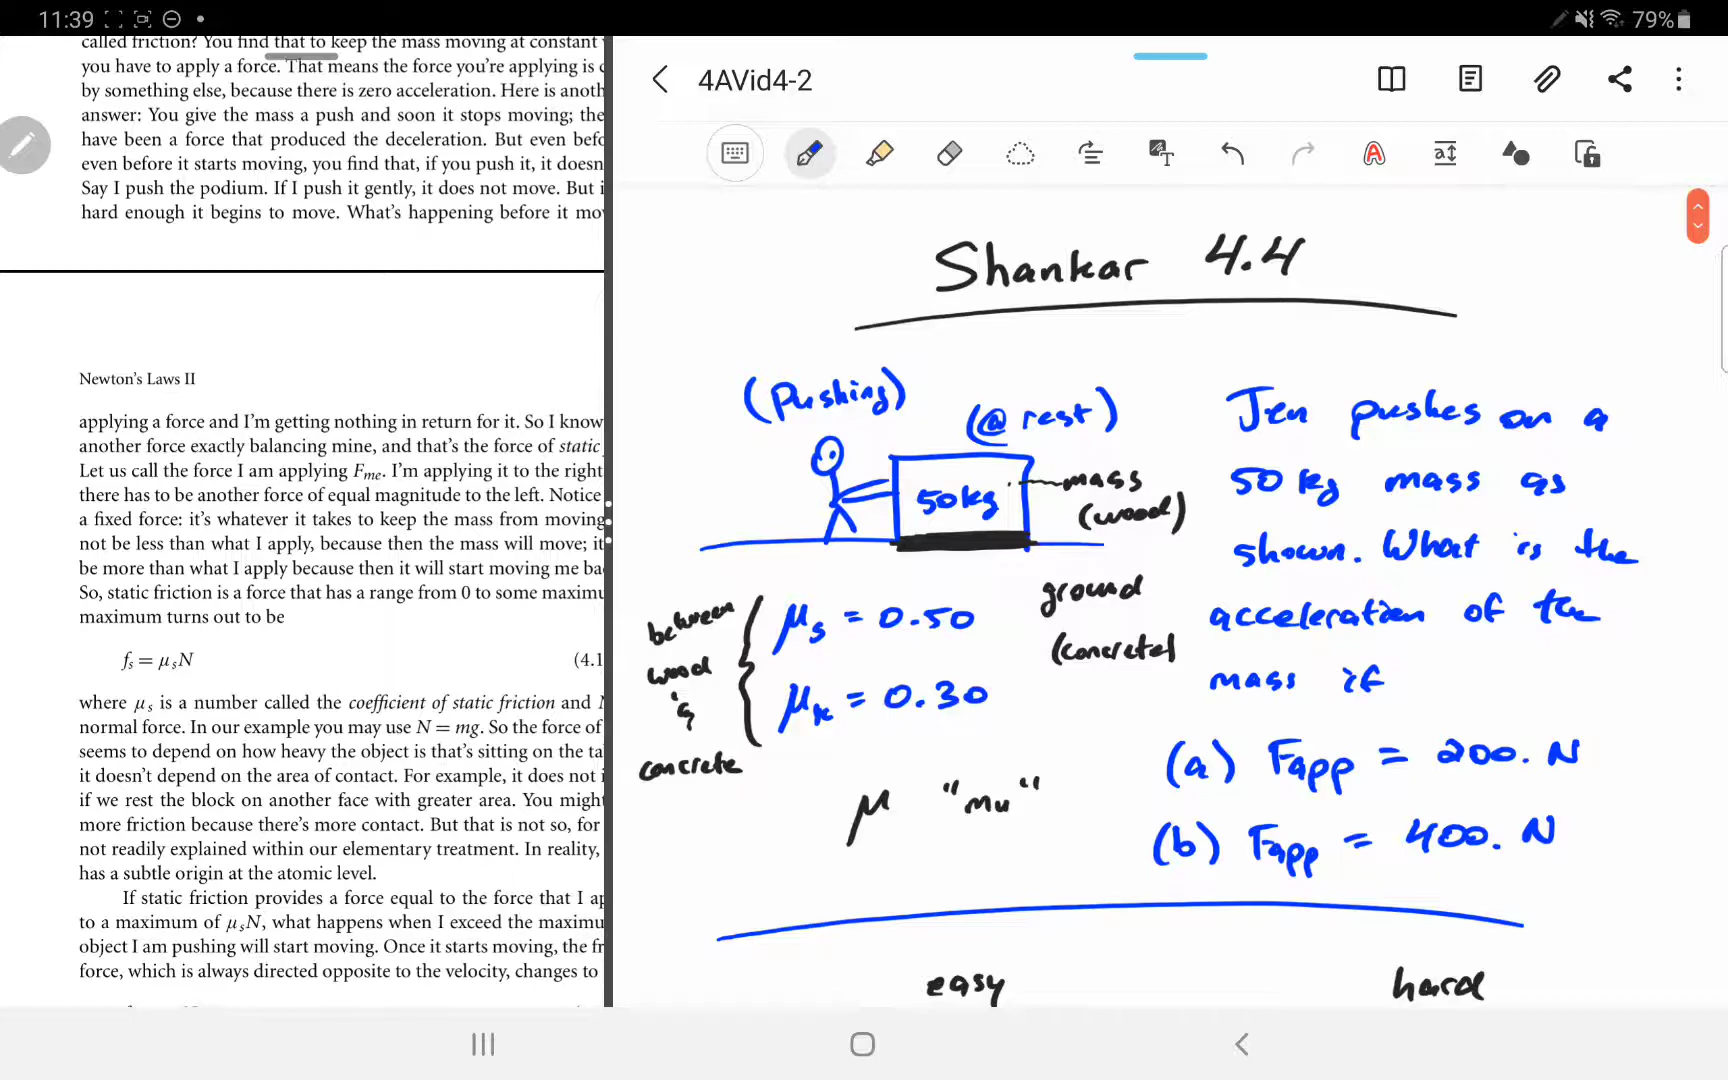 11:39
79%
called friction? You find that to keep the mass moving at constant
you have to apply a force. That means the force you're applying is
by something else, because there is zero acceleration. Here is anoth
answer: You give the mass a push and soon it stops moving; the
have been a force that produced the deceleration. But even befo
even before it starts moving, you find that, if you push it, it doesn
Say I push the podium. If I push it gently, it does not move. But i
hard enough it begins to move. What's happening before it mo
Newton's Laws II
applying a force and I'm getting nothing in return for it. So I know
another force exactly balancing mine, and that's the force of static
Let us call the force I am applying Fme. I'm applying it to the right
there has to be another force of equal magnitude to the left. Notice
a fixed force: it's whatever it takes to keep the mass from moving
not be less than what I apply, because then the mass will move; it
be more than what I apply because then it will start moving me ba
So, static friction is a force that has a range from 0 to some maximu
maximum turns out to be
fs = μsN (4.1
where μs is a number called the coefficient of static friction and
normal force. In our example you may use N = mg. So the force of
seems to depend on how heavy the object is that's sitting on the ta
it doesn't depend on the area of contact. For example, it does not i
if we rest the block on another face with greater area. You might
more friction because there's more contact. But that is not so, for
not readily explained within our elementary treatment. In reality,
has a subtle origin at the atomic level.
If static friction provides a force equal to the force that I ap
to a maximum of μsN, what happens when I exceed the maximu
object I am pushing will start moving. Once it starts moving, the fr
force, which is always directed opposite to the velocity, changes to
4AVid4-2
Shankar 4.4
(Pushing)
(@ rest)
50kg
mass
(wood)
ground
(concrete)
between
wood
&
concrete
μs = 0.50
μk = 0.30
μ "mu"
Jen pushes on a
50 kg mass as
shown. What is the
acceleration of the
mass if
(a) Fapp = 200. N
(b) Fapp = 400. N
easy
hard